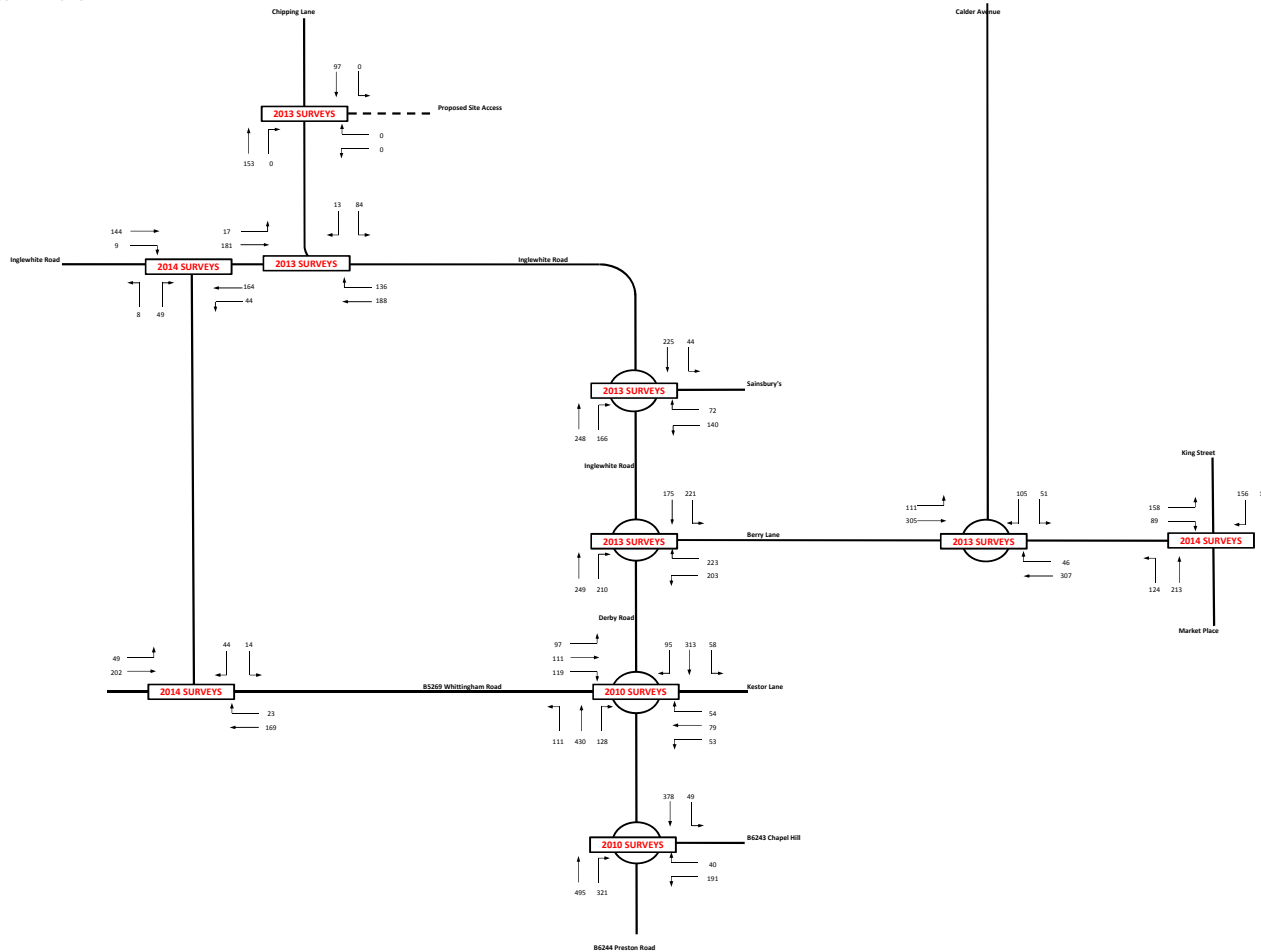 Chipping Lane
Calder Avenue
97 0
2013 SURVEYS
Proposed Site Access
0
0
153 0
13 84
144
9
17
181
Inglewhite Road
2014 SURVEYS
2013 SURVEYS
Inglewhite Road
164
44
136
188
8 49
225 44
2013 SURVEYS
Sainsbury's
72
140
248 166
King Street
Inglewhite Road
175 221
111
305
105 51
158
89
156
2013 SURVEYS
Berry Lane
2013 SURVEYS
2014 SURVEYS
223
203
46
307
249 210
124 213
Derby Road
Market Place
49
202
44 14
97
111
119
95 313 58
2014 SURVEYS
B5269 Whittingham Road
2010 SURVEYS
Kestor Lane
23
169
54
79
53
111 430 128
378 49
2010 SURVEYS
B6243 Chapel Hill
40
191
495 321
B6244 Preston Road